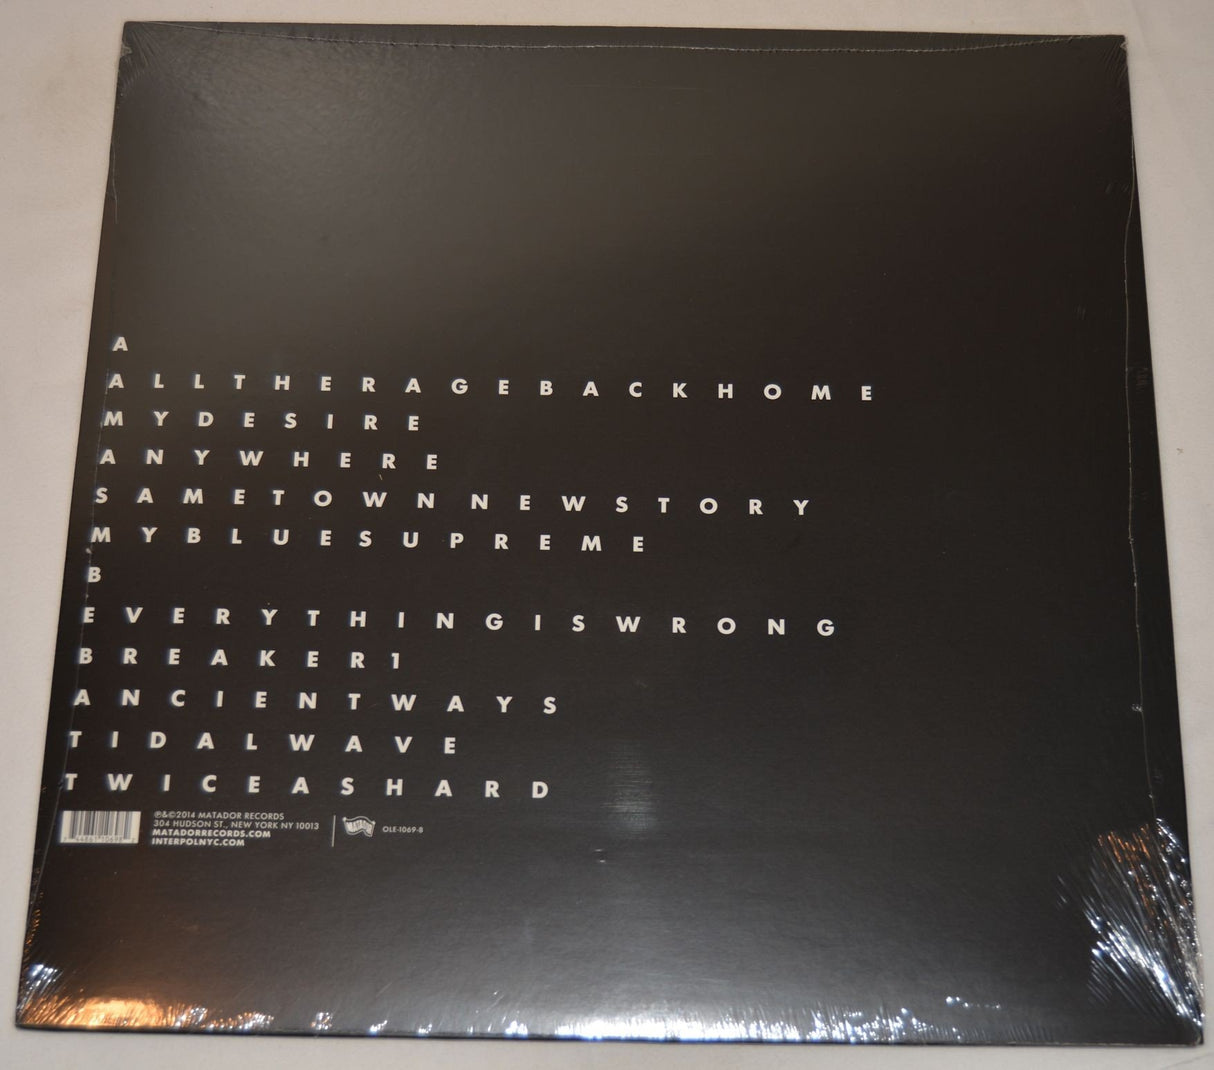 A
ALLTHERAGEBACKHOME
MYDESIRE
ANYWHERE
SAMETOWNNEWSTORY
MYBLUESUPREME
B
EVERYTHINGISWRONG
BREAKER1
ANCIENTWAYS
TIDALWAVE
TWICEASHARD
℗&©2014 MATADOR RECORDS
304 HUDSON ST., NEW YORK NY 10013
MATADORRECORDS.COM
INTERPOLNYC.COM
MATADOR
OLE-1069-8